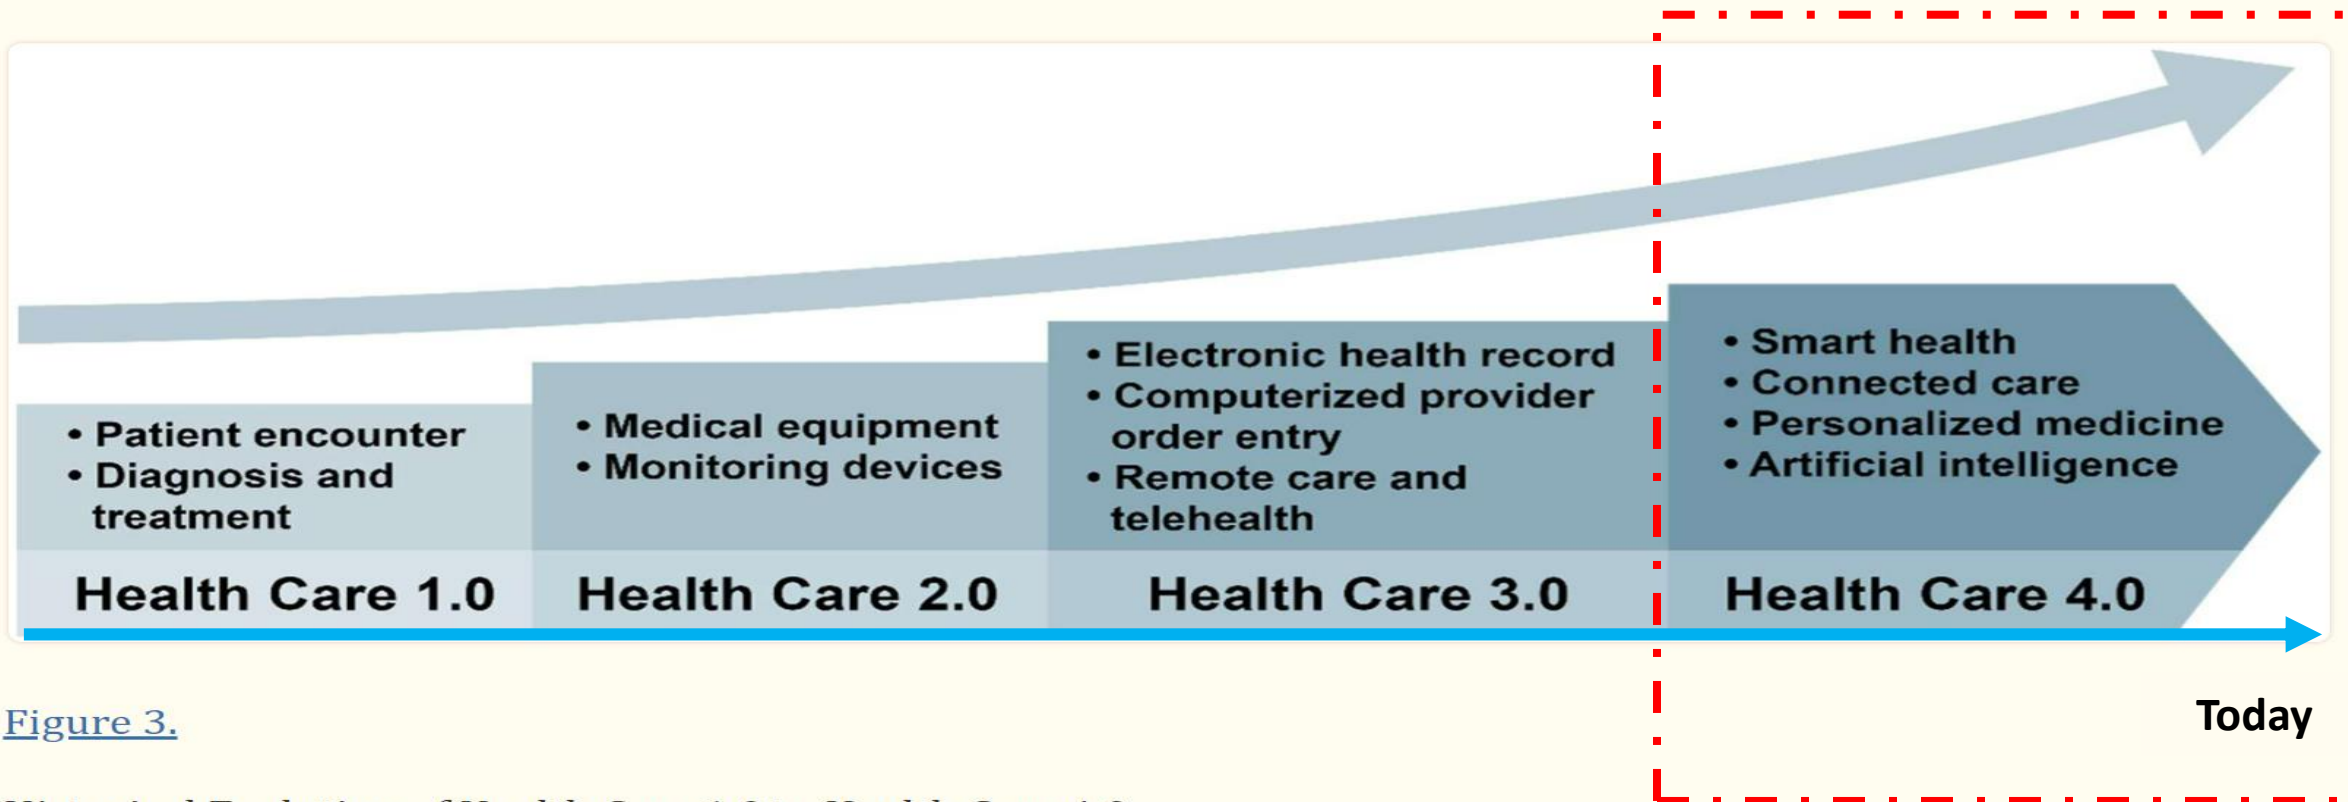 • Patient encounter
• Diagnosis and
treatment
Health Care 1.0
• Medical equipment
• Monitoring devices
Health Care 2.0
• Electronic health record
• Computerized provider
order entry
• Remote care and
telehealth
Health Care 3.0
• Smart health
• Connected care
• Personalized medicine
• Artificial intelligence
Health Care 4.0
Today
Figure 3.